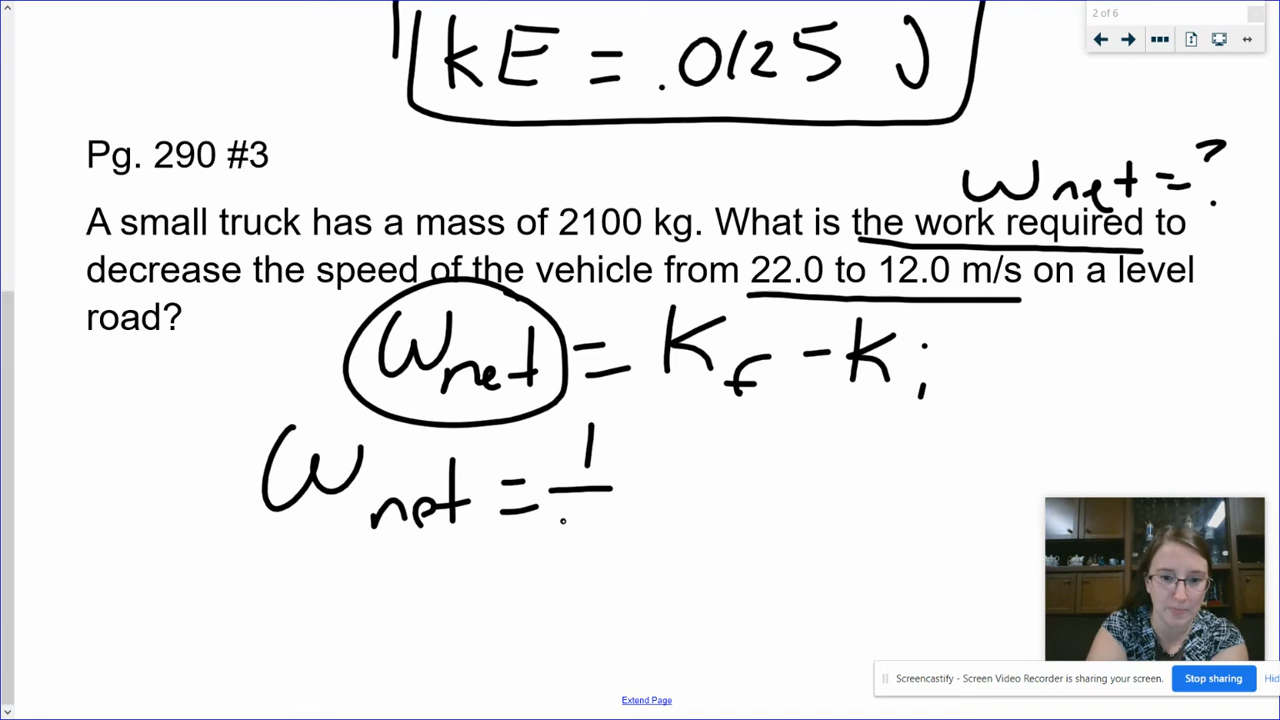 2 of 6
KE = .0125 J
Pg. 290 #3
Wnet = ?
A small truck has a mass of 2100 kg. What is the work required to
decrease the speed of the vehicle from 22.0 to 12.0 m/s on a level
road?
Wnet = Kf - Ki
Wnet = 1
Screencastify - Screen Video Recorder is sharing your screen.
Stop sharing
Hid
Extend Page